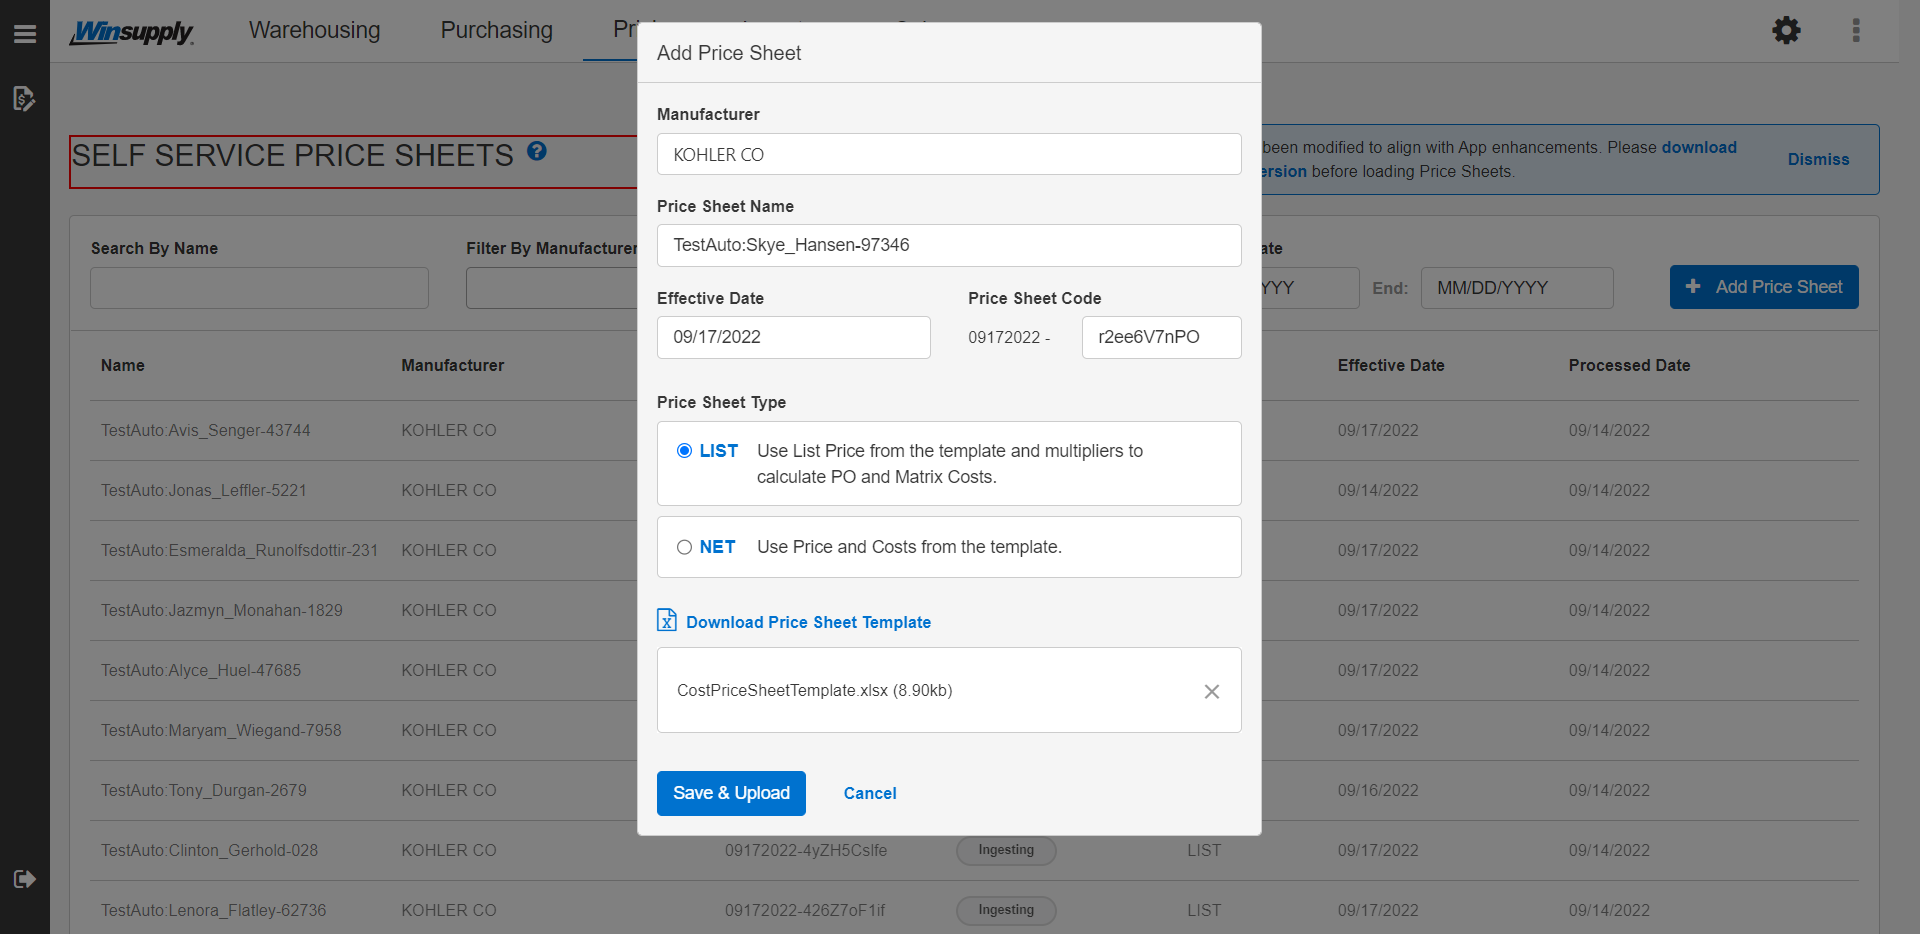 Winsupply
Warehousing
Purchasing
Add Price Sheet
Manufacturer
KOHLER CO
Price Sheet Name
TestAuto:Skye_Hansen-97346
Effective Date
Price Sheet Code
09/17/2022
09172022 -
r2ee6V7nPO
Price Sheet Type
LIST
Use List Price from the template and multipliers to
calculate PO and Matrix Costs.
NET
Use Price and Costs from the template.
Download Price Sheet Template
CostPriceSheetTemplate.xlsx (8.90kb)
Save & Upload
Cancel
SELF SERVICE PRICE SHEETS
been modified to align with App enhancements. Please download
ersion before loading Price Sheets.
Dismiss
Search By Name
Filter By Manufacturer
ate
YYY
End:
MM/DD/YYYY
Add Price Sheet
Name Manufacturer Effective Date Processed Date
TestAuto:Avis_Senger-43744 KOHLER CO 09/17/2022 09/14/2022
TestAuto:Jonas_Leffler-5221 KOHLER CO 09/14/2022 09/14/2022
TestAuto:Esmeralda_Runolfsdottir-231 KOHLER CO 09/17/2022 09/14/2022
TestAuto:Jazmyn_Monahan-1829 KOHLER CO 09/17/2022 09/14/2022
TestAuto:Alyce_Huel-47685 KOHLER CO 09/17/2022 09/14/2022
TestAuto:Maryam_Wiegand-7958 KOHLER CO 09/17/2022 09/14/2022
TestAuto:Tony_Durgan-2679 KOHLER CO 09/16/2022 09/14/2022
TestAuto:Clinton_Gerhold-028 KOHLER CO 09172022-4yZH5Cslfe Ingesting LIST 09/17/2022 09/14/2022
TestAuto:Lenora_Flatley-62736 KOHLER CO 09172022-426Z7oF1if Ingesting LIST 09/17/2022 09/14/2022